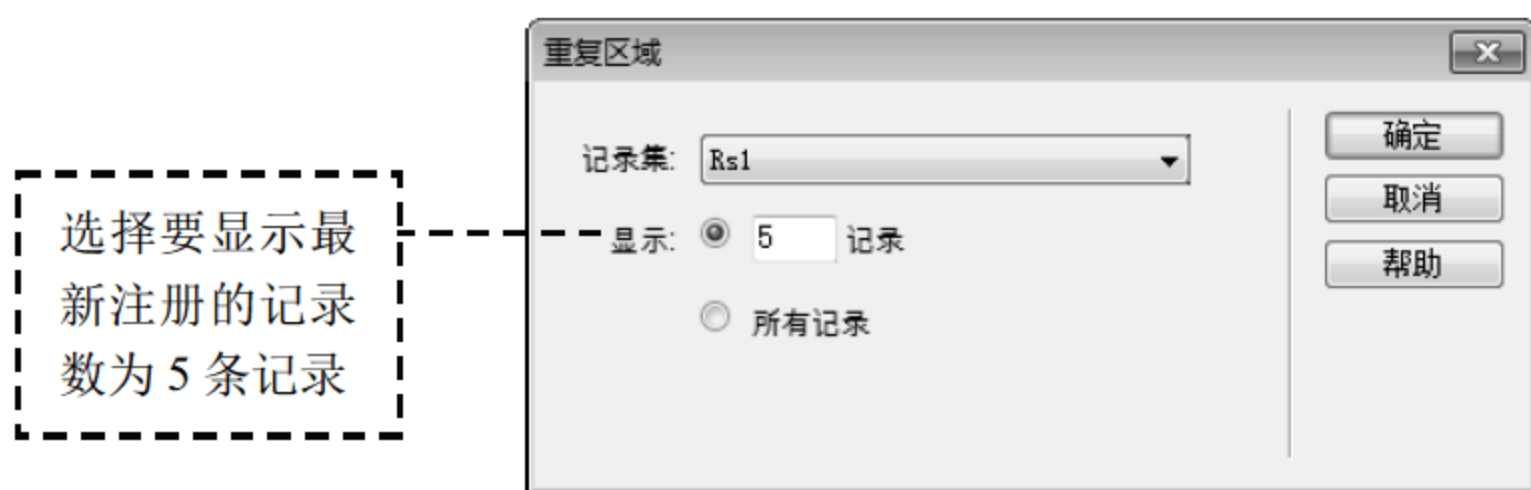 重复区域
记录集: Rs1
显示: 5 记录
所有记录
确定
取消
帮助
选择要显示最
新注册的记录
数为 5 条记录